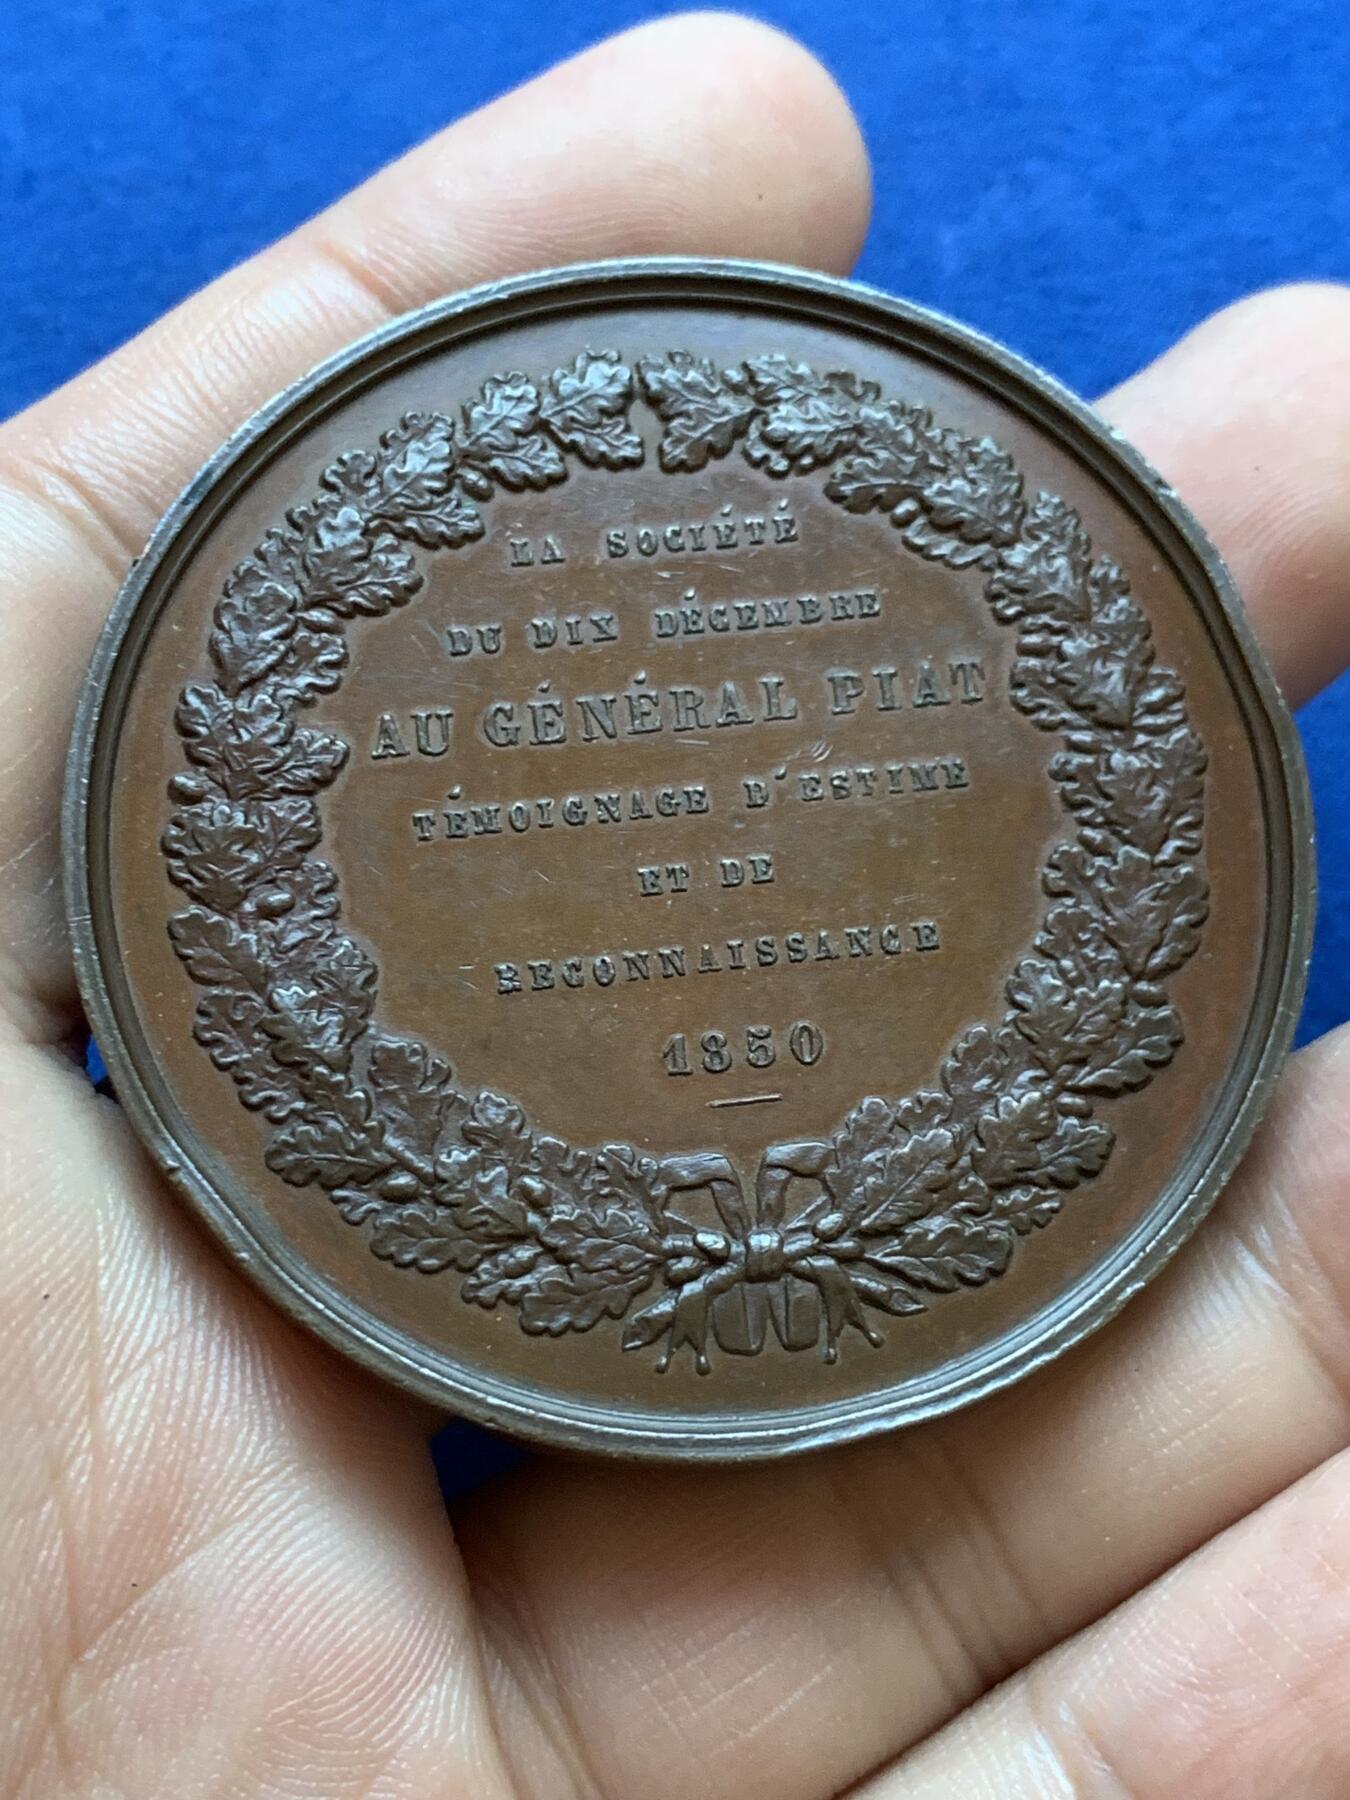 LA SOCIÉTÉ
DU DIX DÉCEMBRE
AU GÉNÉRAL PIAT
TÉMOIGNAGE D'ESTIME
ET DE
RECONNAISSANCE
1850